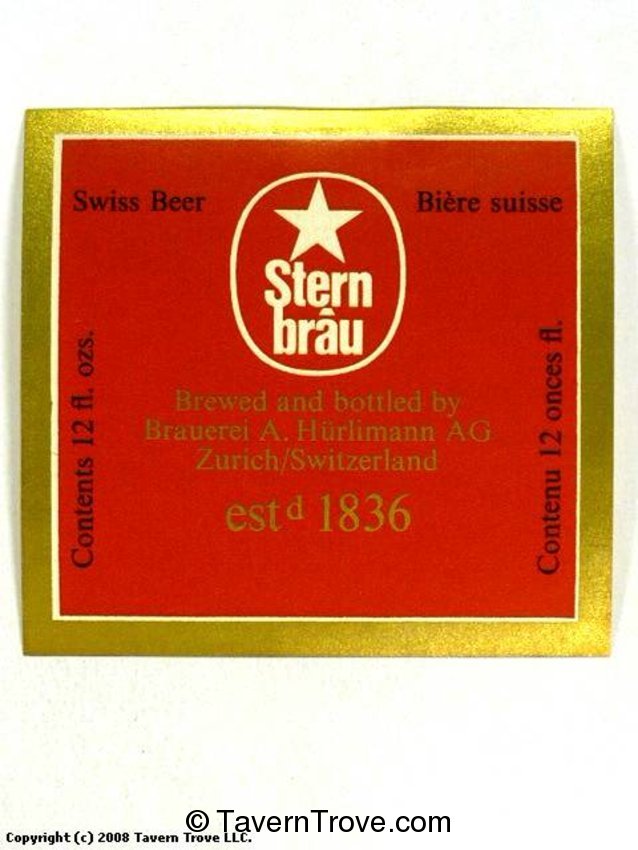 Swiss Beer
Bière suisse
Stern
bräu
Contents 12 fl. ozs.
Contenu 12 onces fl.
Brewed and bottled by
Brauerei A. Hürlimann AG
Zurich/Switzerland
estd 1836
© TavernTrove.com
Copyright (c) 2008 Tavern Trove LLC.